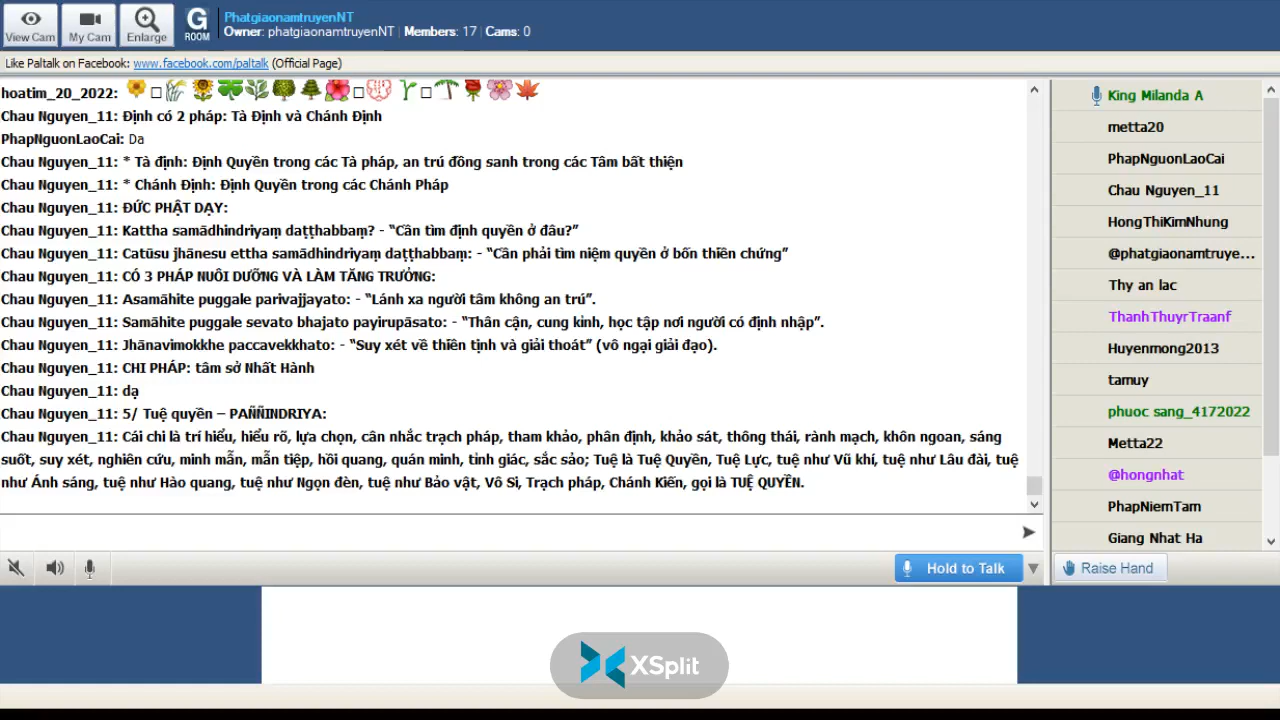 View Cam
My Cam
Enlarge
G
ROOM
PhatgiaonamtruyenNT
Owner: phatgiaonamtruyenNT | Members: 17 | Cams: 0
Like Paltalk on Facebook: www.facebook.com/paltalk (Official Page)
hoatim_20_2022:
Chau Nguyen_11: Định có 2 pháp: Tà Định và Chánh Định
PhapNguonLaoCai: Da
Chau Nguyen_11: * Tà định: Định Quyền trong các Tà pháp, an trú đồng sanh trong các Tâm bất thiện
Chau Nguyen_11: * Chánh Định: Định Quyền trong các Chánh Pháp
Chau Nguyen_11: ĐỨC PHẬT DẠY:
Chau Nguyen_11: Kattha samādhindriyaṃ daṭṭhabbaṃ? - “Cần tìm định quyền ở đâu?”
Chau Nguyen_11: Catūsu jhānesu ettha samādhindriyaṃ daṭṭhabbaṃ: - “Cần phải tìm niệm quyền ở bốn thiền chứng”
Chau Nguyen_11: CÓ 3 PHÁP NUÔI DƯỠNG VÀ LÀM TĂNG TRƯỞNG:
Chau Nguyen_11: Asamāhite puggale parivajjayato: - “Lánh xa người tâm không an trú”.
Chau Nguyen_11: Samāhite puggale sevato bhajato payirupāsato: - “Thân cận, cung kỉnh, học tập nơi người có định nhập”.
Chau Nguyen_11: Jhānavimokkhe paccavekkhato: - “Suy xét về thiền tịnh và giải thoát” (vô ngại giải đạo).
Chau Nguyen_11: CHI PHÁP: tâm sở Nhất Hành
Chau Nguyen_11: dạ
Chau Nguyen_11: 5/ Tuệ quyền – PAÑÑINDRIYA:
Chau Nguyen_11: Cái chi là trí hiểu, hiểu rõ, lựa chọn, cân nhắc trạch pháp, tham khảo, phân định, khảo sát, thông thái, rành mạch, khôn ngoan, sáng
suốt, suy xét, nghiên cứu, minh mẫn, mẫn tiệp, hồi quang, quán minh, tỉnh giác, sắc sảo; Tuệ là Tuệ Quyền, Tuệ Lực, tuệ như Vũ khí, tuệ như Lâu đài, tuệ
như Ánh sáng, tuệ như Hào quang, tuệ như Ngọn đèn, tuệ như Bảo vật, Vô Si, Trạch pháp, Chánh Kiến, gọi là TUỆ QUYỀN.
King Milanda A
metta20
PhapNguonLaoCai
Chau Nguyen_11
HongThiKimNhung
@phatgiaonamtruye...
Thy an lac
ThanhThuyrTraanf
Huyenmong2013
tamuy
phuoc sang_4172022
Metta22
@hongnhat
PhapNiemTam
Giang Nhat Ha
Hold to Talk
Raise Hand
XSplit